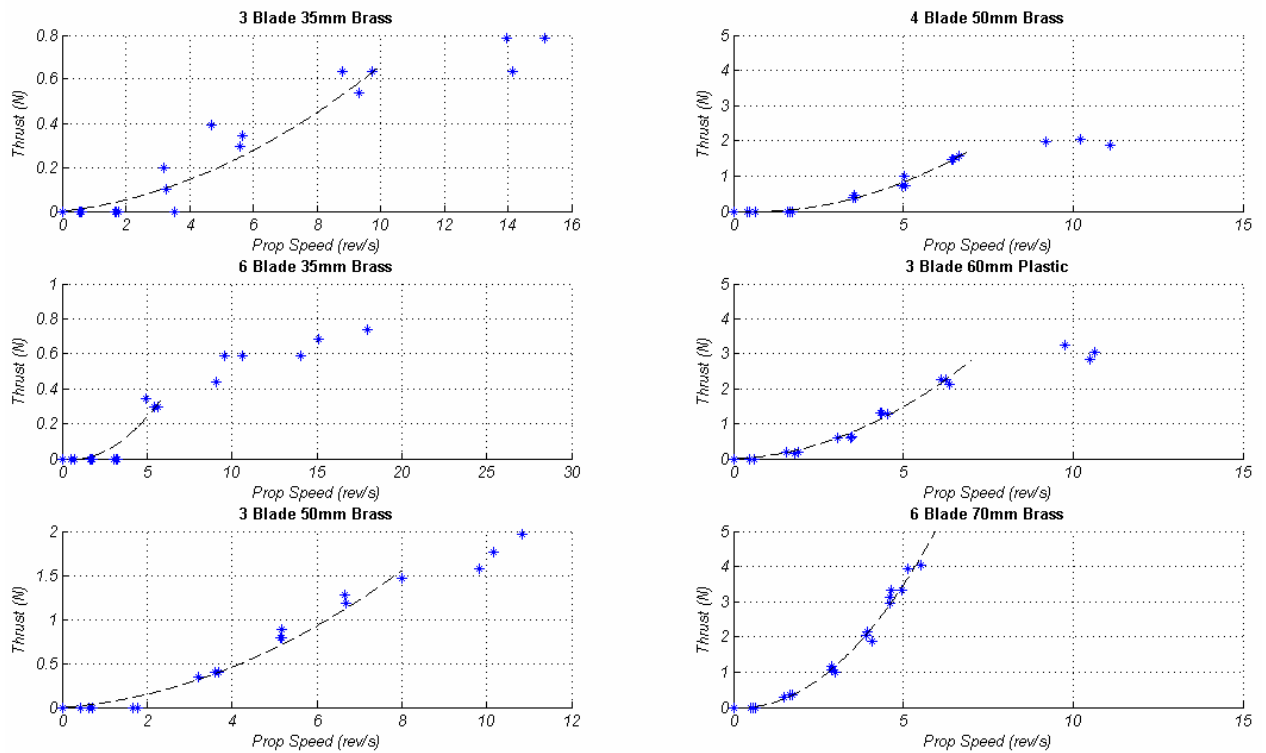 3 Blade 35mm Brass
0.8
0.6
0.4
0.2
0
Thrust (N)
0 2 4 6 8 10 12 14 16
Prop Speed (rev/s)
4 Blade 50mm Brass
5
4
3
2
1
0
Thrust (N)
0 5 10 15
Prop Speed (rev/s)
6 Blade 35mm Brass
1
0.8
0.6
0.4
0.2
0
Thrust (N)
0 5 10 15 20 25 30
Prop Speed (rev/s)
3 Blade 60mm Plastic
5
4
3
2
1
0
Thrust (N)
0 5 10 15
Prop Speed (rev/s)
3 Blade 50mm Brass
2
1.5
1
0.5
0
Thrust (N)
0 2 4 6 8 10 12
Prop Speed (rev/s)
6 Blade 70mm Brass
5
4
3
2
1
0
Thrust (N)
0 5 10 15
Prop Speed (rev/s)